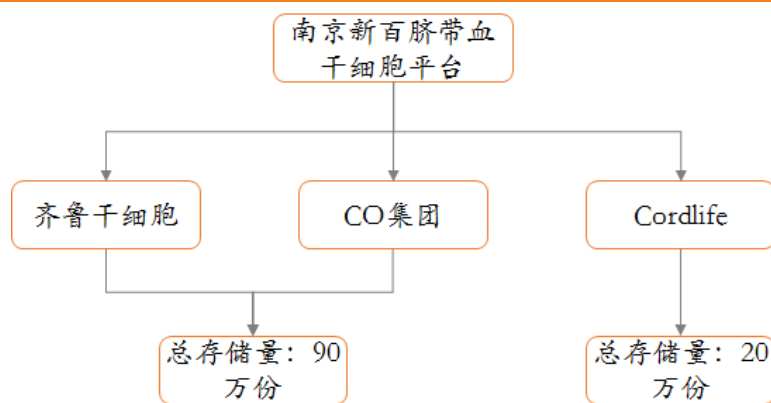 南京新百脐带血
干细胞平台
齐鲁干细胞
CO集团
Cordlife
总存储量：90
万份
总存储量：20
万份